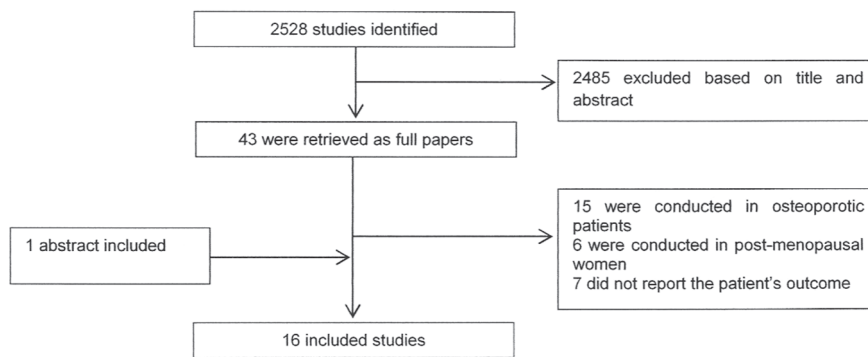 2528 studies identified
2485 excluded based on title and
abstract
43 were retrieved as full papers
15 were conducted in osteoporotic
patients
6 were conducted in post-menopausal
women
7 did not report the patient's outcome
1 abstract included
16 included studies